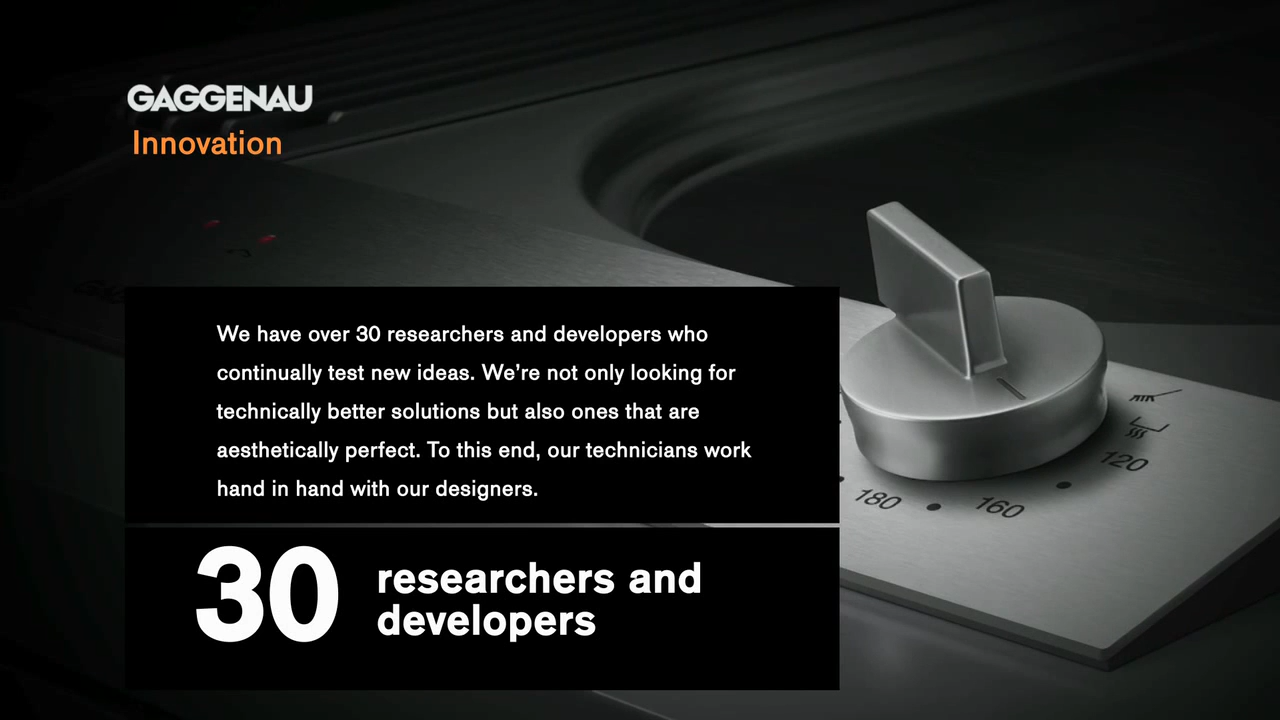 GAGGENAU
Innovation
We have over 30 researchers and developers who
continually test new ideas. We're not only looking for
technically better solutions but also ones that are
aesthetically perfect. To this end, our technicians work
hand in hand with our designers.
30 researchers and
developers
120
180
160